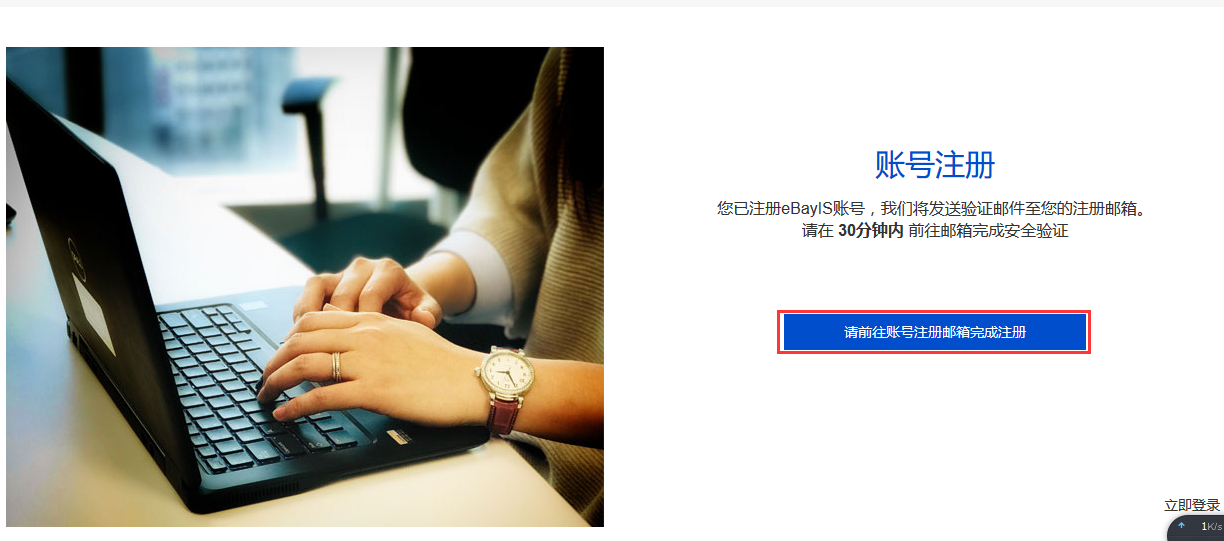 账号注册
您已注册eBayIS账号，我们将发送验证邮件至您的注册邮箱。
请在 30分钟内 前往邮箱完成安全验证
请前往账号注册邮箱完成注册
立即登录
1K/s